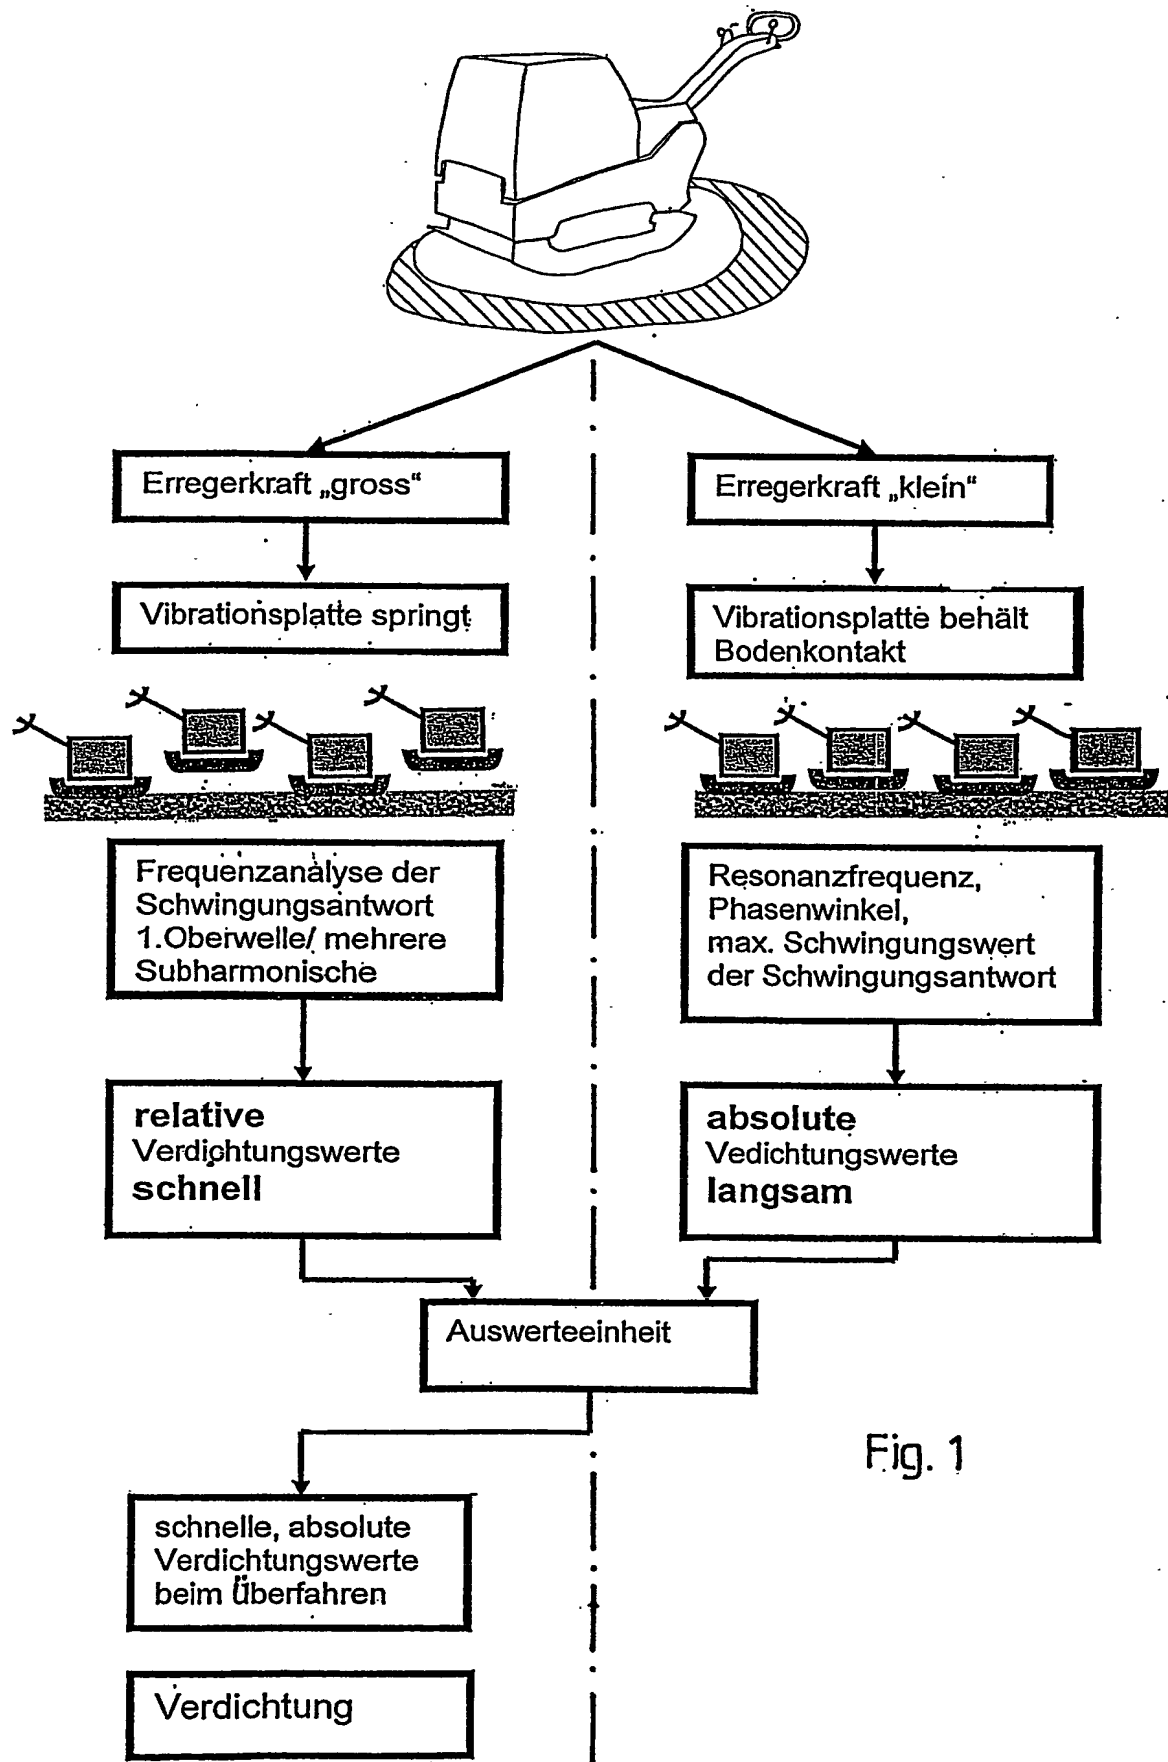 Erregerkraft „gross“
Vibrationsplatte springt
Frequenzanalyse der
Schwingungsantwort
1.Oberwelle/ mehrere
Subharmonische
relative
Verdichtungswerte
schnell
Erregerkraft „klein“
Vibrationsplatte behält
Bodenkontakt
Resonanzfrequenz,
Phasenwinkel,
max. Schwingungswert
der Schwingungsantwort
absolute
Vedichtungswerte
langsam
Auswerteeinheit
schnelle, absolute
Verdichtungswerte
beim Überfahren
Verdichtung
Fig. 1